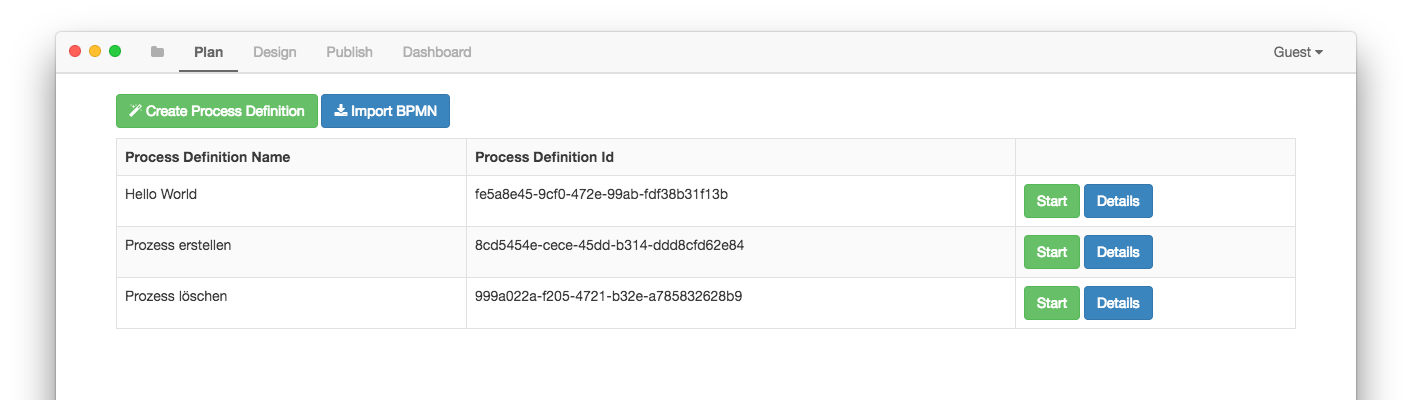 Plan Design Publish Dashboard Guest
Create Process Definition Import BPMN
Process Definition Name Process Definition Id
Hello World fe5a8e45-9cf0-472e-99ab-fdf38b31f13b Start Details
Prozess erstellen 8cd5454e-cece-45dd-b314-ddd8cfd62e84 Start Details
Prozess löschen 999a022a-f205-4721-b32e-a785832628b9 Start Details